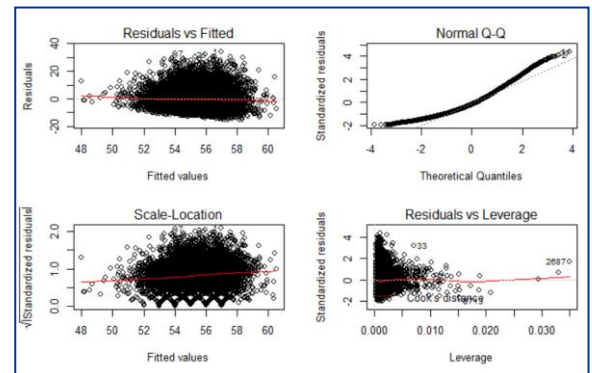 Residuals vs Fitted
Residuals
-20 0 20 40
48 50 52 54 56 58 60
Fitted values
Normal Q-Q
Standardized residuals
-2 0 2 4
-4 -2 0 2 4
Theoretical Quantiles
Scale-Location
√|Standardized residuals|
0.0 1.0 2.0
48 50 52 54 56 58 60
Fitted values
Residuals vs Leverage
Standardized residuals
-2 0 2 4
33
26870
Cook's distance
0.000 0.010 0.020 0.030
Leverage